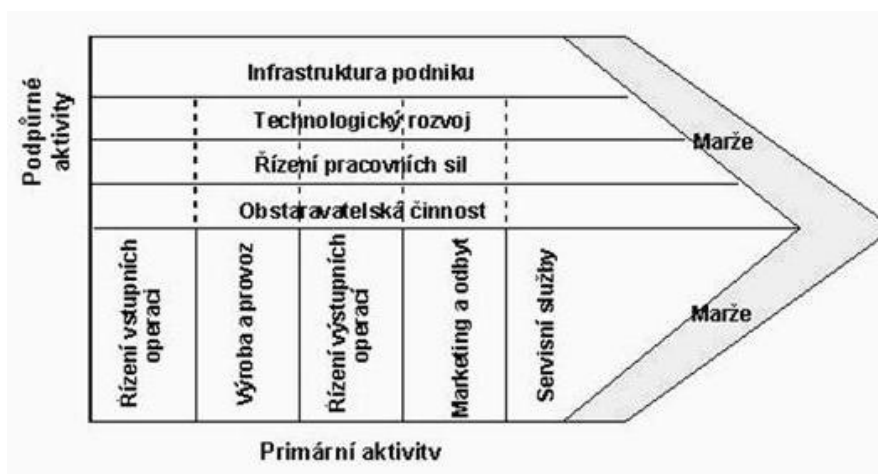 Podpůrné
aktivity
Infrastruktura podniku
Technologický rozvoj
Řízení pracovních sil
Obstaravatelská činnost
Marže
Řízení vstupních
operací
Výroba a provoz
Řízení výstupních
operací
Marketing a odbyt
Servisní služby
Marže
Primární aktivity